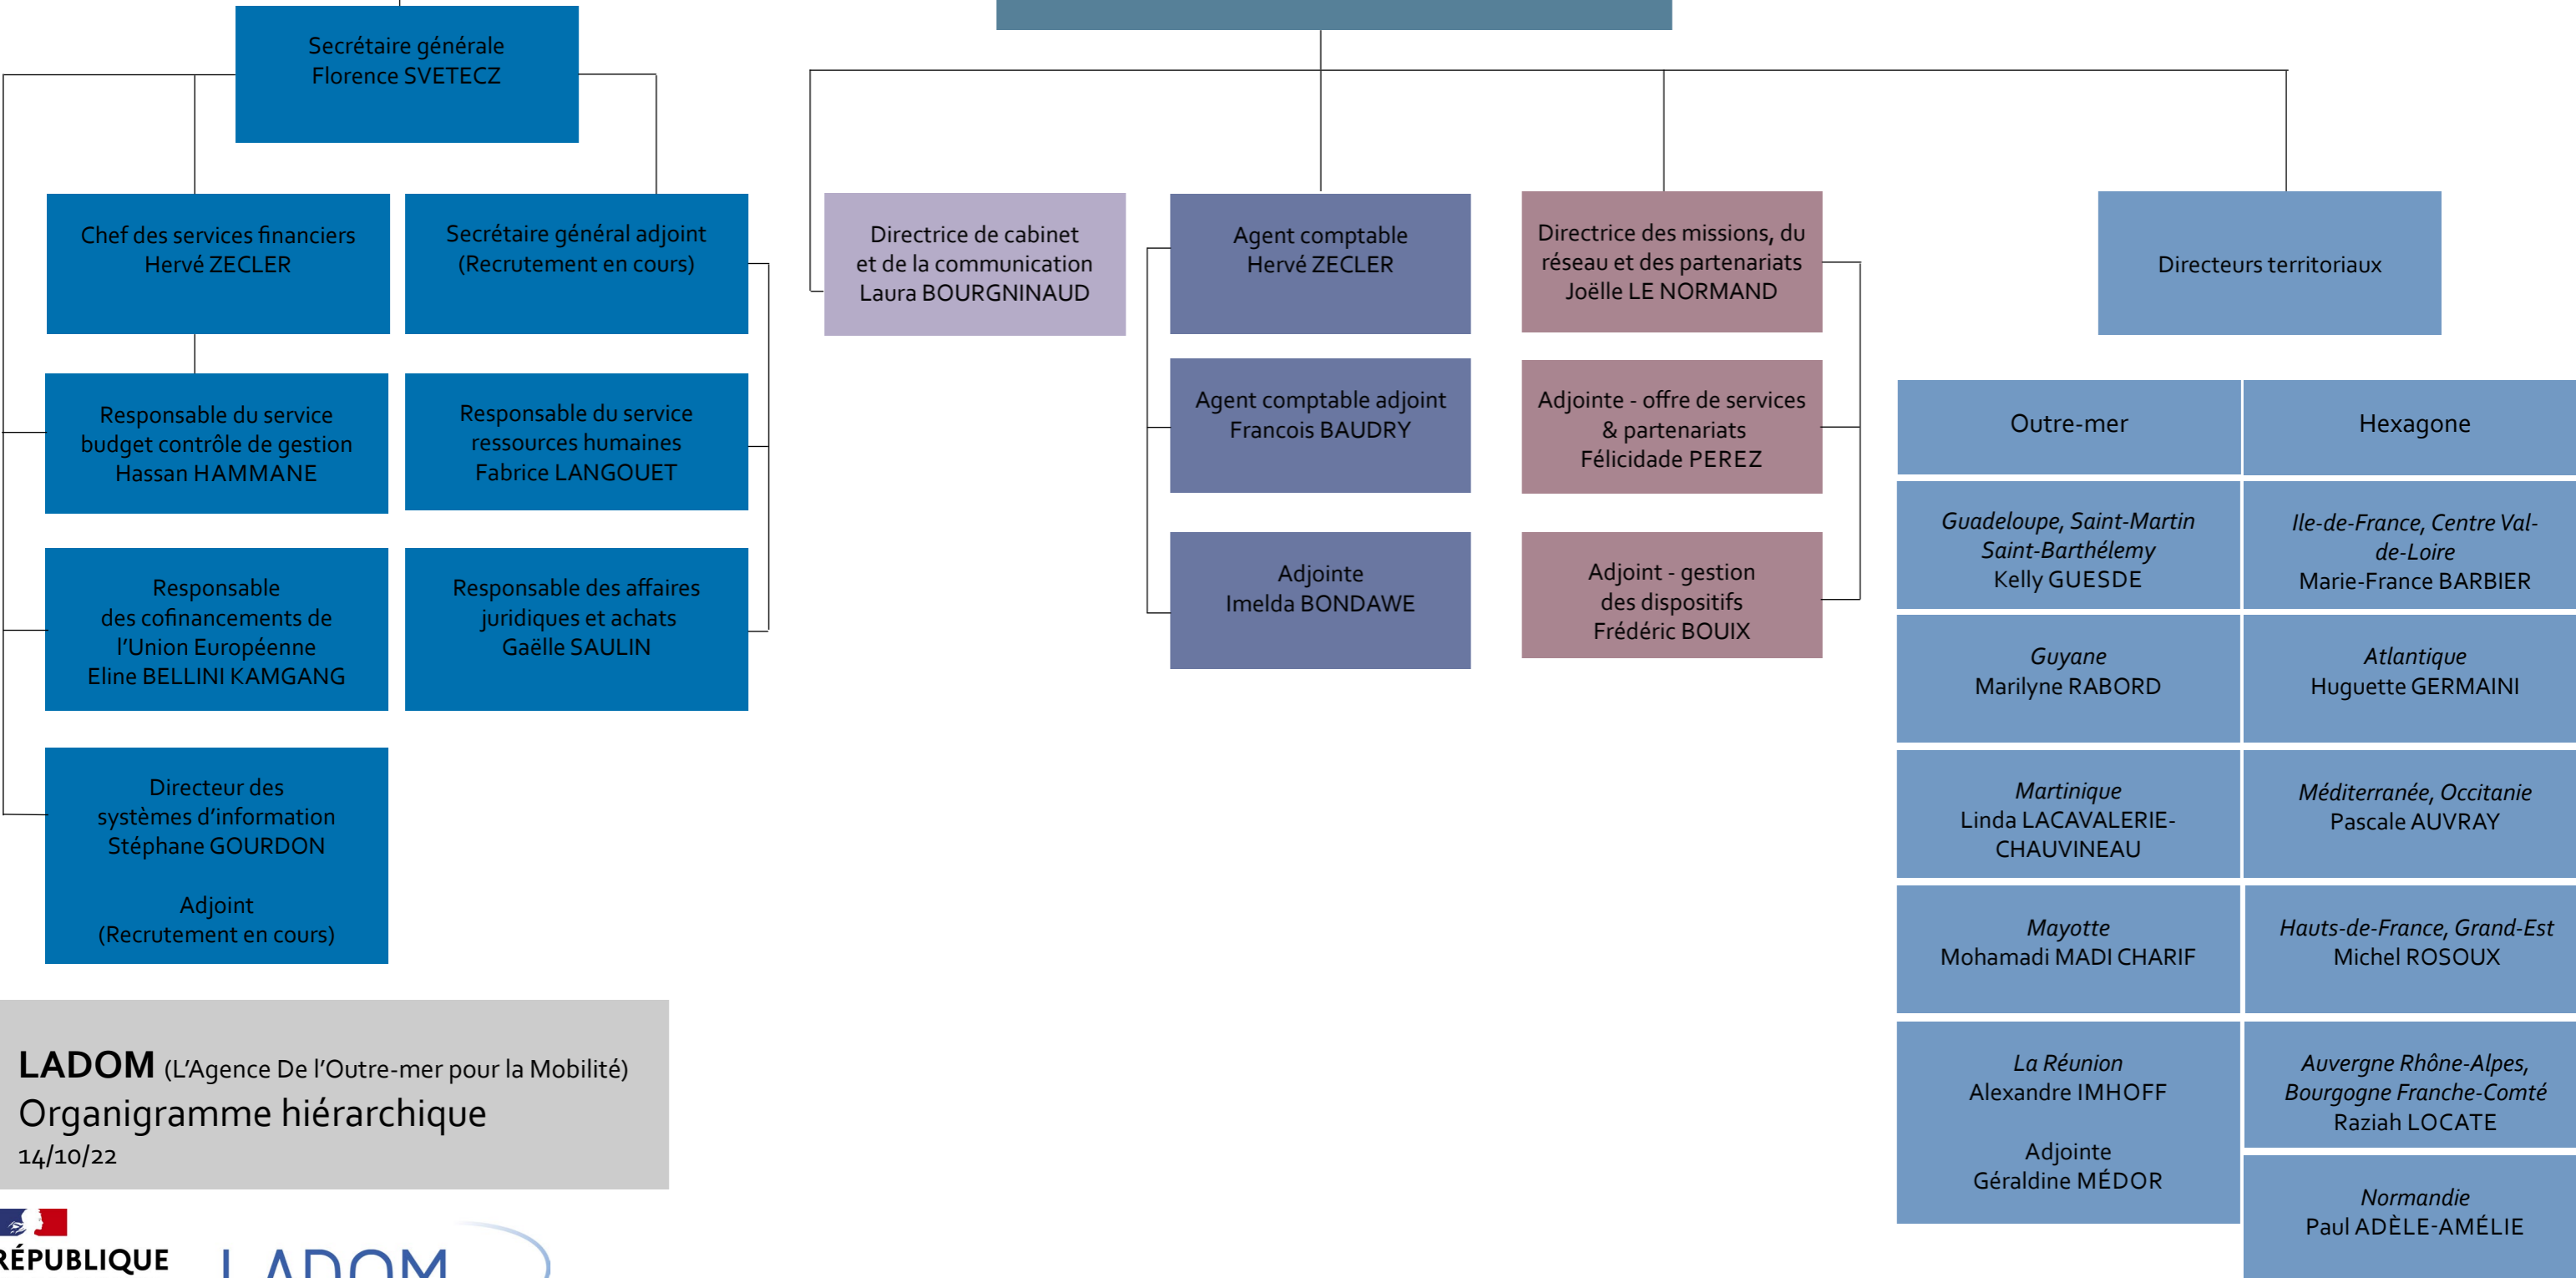 Secrétaire générale
Florence SVETECZ
Chef des services financiers
Hervé ZECLER
Secrétaire général adjoint
(Recrutement en cours)
Responsable du service
budget contrôle de gestion
Hassan HAMMANE
Responsable du service
ressources humaines
Fabrice LANGOUET
Responsable
des cofinancements de
l'Union Européenne
Eline BELLINI KAMGANG
Responsable des affaires
juridiques et achats
Gaëlle SAULIN
Directeur des
systèmes d'information
Stéphane GOURDON
Adjoint
(Recrutement en cours)
Directrice de cabinet
et de la communication
Laura BOURGNINAUD
Agent comptable
Hervé ZECLER
Agent comptable adjoint
Francois BAUDRY
Adjointe
Imelda BONDAWE
Directrice des missions, du
réseau et des partenariats
Joëlle LE NORMAND
Adjointe - offre de services
& partenariats
Félicidade PEREZ
Adjoint - gestion
des dispositifs
Frédéric BOUIX
Directeurs territoriaux
Outre-mer
Guadeloupe, Saint-Martin
Saint-Barthélemy
Kelly GUESDE
Guyane
Marilyne RABORD
Martinique
Linda LACAVALERIE-
CHAUVINEAU
Mayotte
Mohamadi MADI CHARIF
La Réunion
Alexandre IMHOFF
Adjointe
Géraldine MÉDOR
Hexagone
Ile-de-France, Centre Val-
de-Loire
Marie-France BARBIER
Atlantique
Huguette GERMAINI
Méditerranée, Occitanie
Pascale AUVRAY
Hauts-de-France, Grand-Est
Michel ROSOUX
Auvergne Rhône-Alpes,
Bourgogne Franche-Comté
Raziah LOCATE
Normandie
Paul ADÈLE-AMÉLIE
LADOM (L'Agence De l'Outre-mer pour la Mobilité)
Organigramme hiérarchique
14/10/22
RÉPUBLIQUE
LADOM